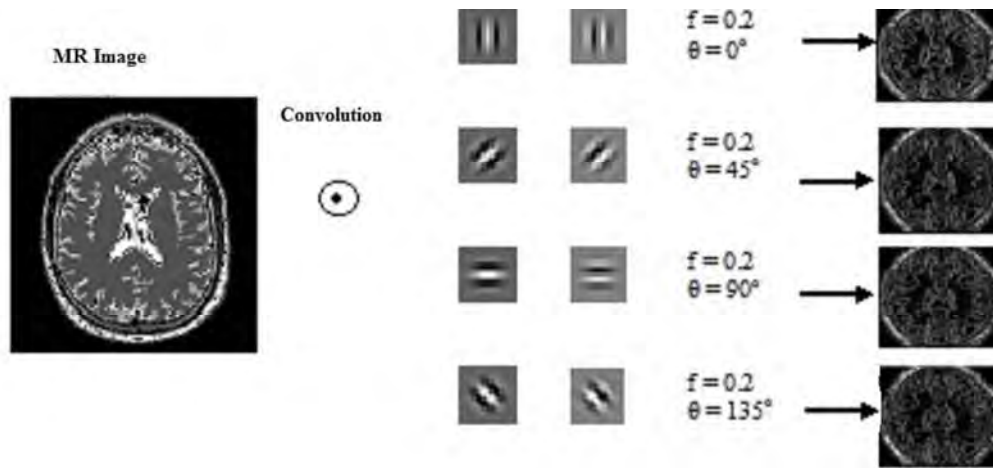 MR Image
Convolution
f = 0.2
θ = 0°
f = 0.2
θ = 45°
f = 0.2
θ = 90°
f = 0.2
θ = 135°